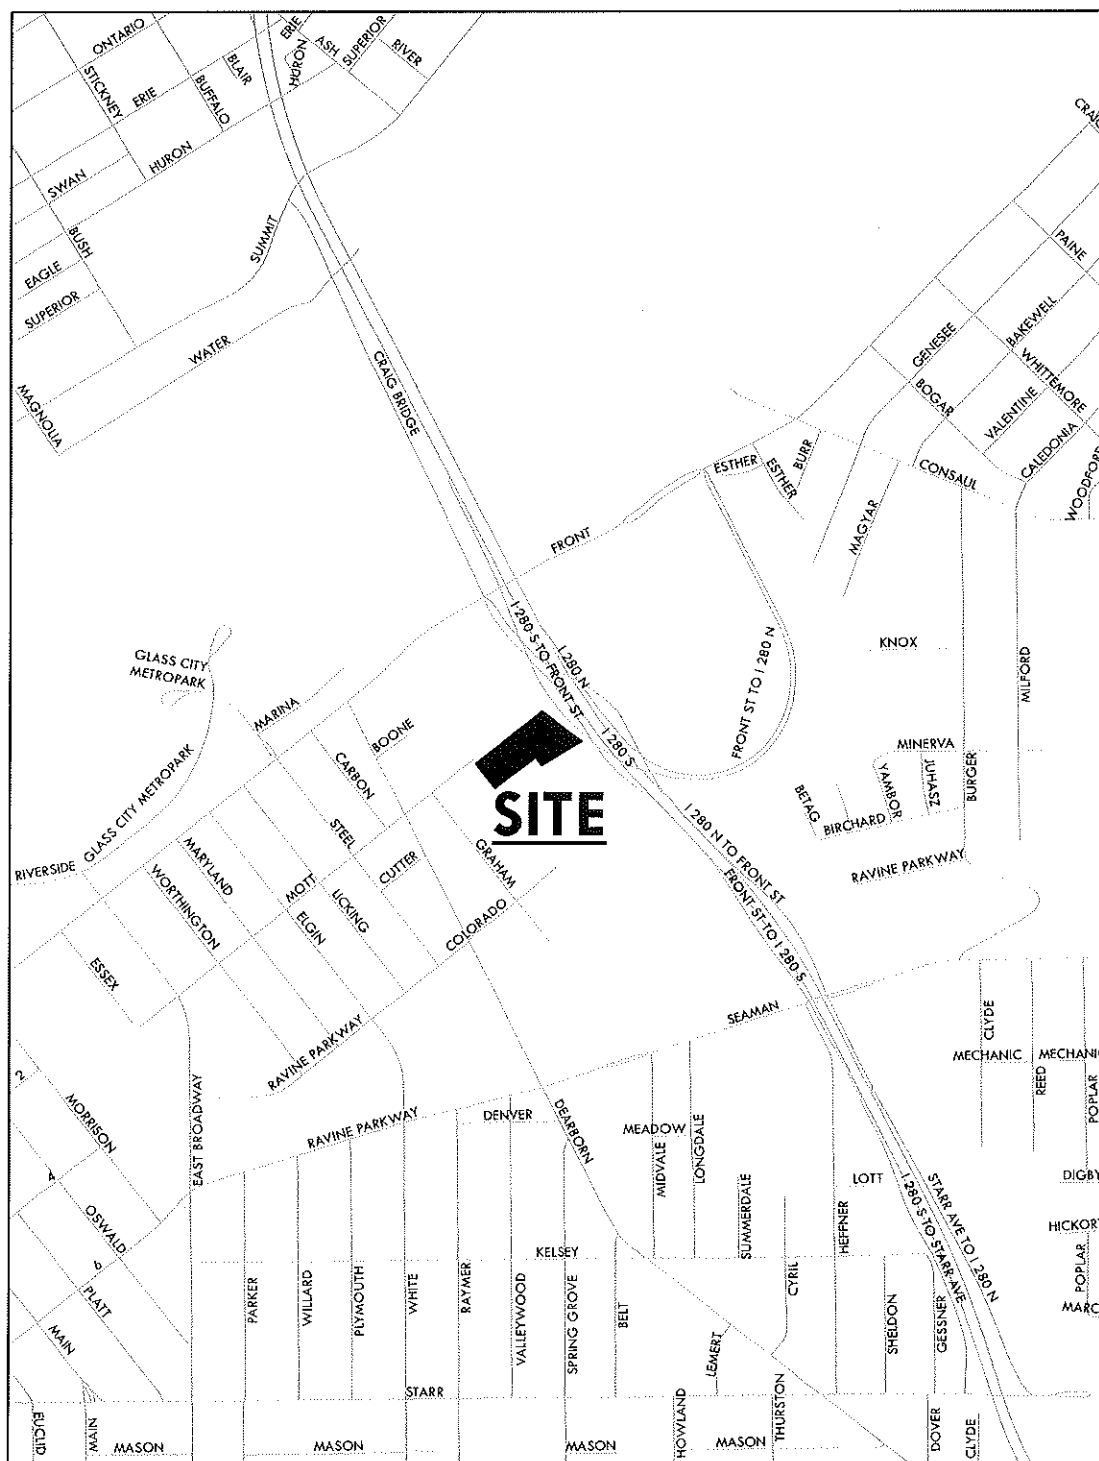 ONTARIO
STICKNEY
ERIE
BUFFALO
BLAIR
ERIE
HURON
ASH
SUPERIOR
RIVER
SWAN
HURON
BUSH
EAGLE
SUPERIOR
SUMMIT
WATER
MAGNOLIA
CRAIG BRIDGE
PAINE
GENESEE
BAKEWELL
WHITTEMORE
BOGAR
VALENTINE
CALEDONIA
CONSAUL
WOODFORD
ESTHER
ESTHER
BURR
MAGYAR
FRONT
I-280-S-TO-FRONT-ST.
I 280 N
I 280 S
FRONT ST TO I 280 N
KNOX
MILFORD
GLASS CITY
METROPARK
MARINA
BOONE
CARBON
GLASS CITY METROPARK
RIVERSIDE
MINERVA
YAMBOR
JUHASZ
BURGER
BETAG
BIRCHARD
RAVINE PARKWAY
SITE
STEEL
CUTTER
GRAHAM
MARYLAND
WORTHINGTON
MOTT
ELGIN
LICKING
COLORADO
ESSEX
I 280 N TO FRONT ST
FRONT-ST-TO I 280 S
SEAMAN
CLYDE
MECHANIC
REED
MECHANIC
POPLAR
RAVINE PARKWAY
2
MORRISON
EAST BROADWAY
RAVINE PARKWAY
DENVER
DEARBORN
MEADOW
MIDVALE
LONGDALE
SUMMERDALE
LOTT
DIGBY
4
OSWALD
6
PLATT
MAIN
KELSEY
HEFFNER
CYRIL
STARR AVE TO I 280 N
I-280-S-TO-STARR-AVE
HICKORY
POPLAR
MARC
PARKER
WILLARD
PLYMOUTH
WHITE
RAYMER
VALLEYWOOD
SPRING GROVE
BELT
LEMERT
SHELDON
GESSNER
STARR
EUCLID
MAIN
MASON
MASON
MASON
HOWLAND
MASON
THURSTON
DOVER
CLYDE